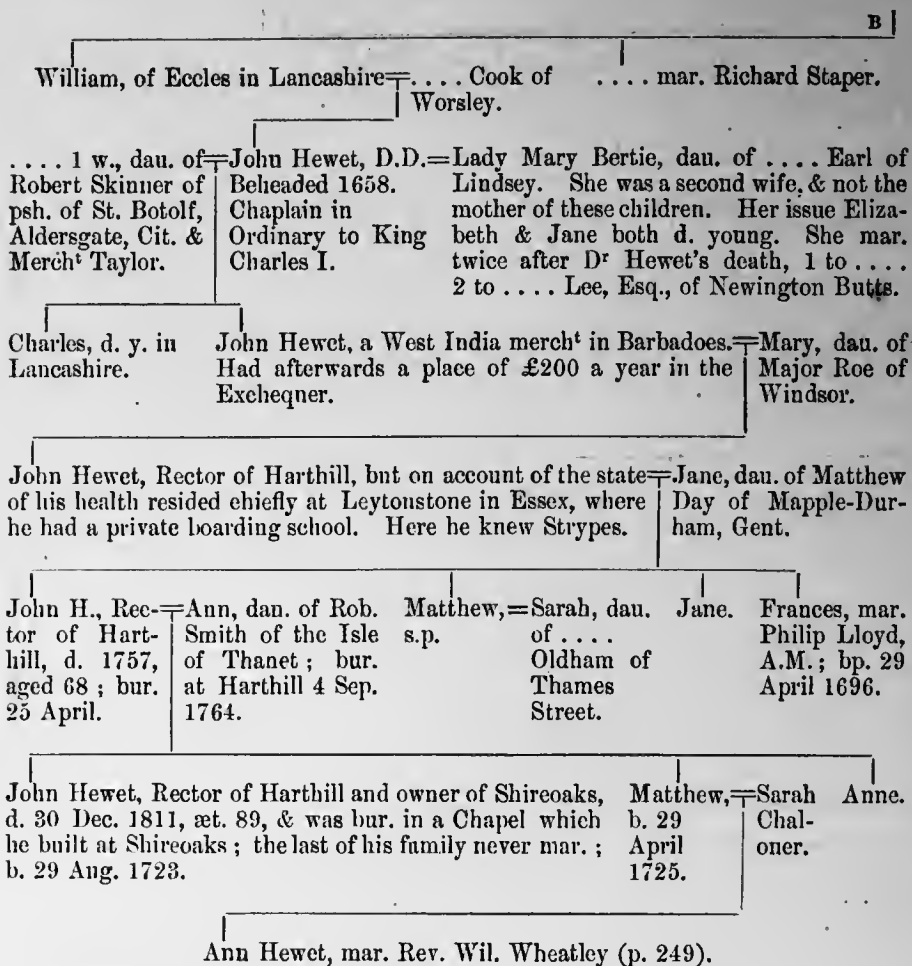 B
William, of Eccles in Lancashire=. . . . Cook of Worsley.
. . . . mar. Richard Staper.
. . . . 1 w., dau. of
Robert Skinner of
psh. of St. Botolf,
Aldersgate, Cit. &
Mercht Taylor.
=John Hewet, D.D.=
Beheaded 1658.
Chaplain in
Ordinary to King
Charles I.
Lady Mary Bertie, dau. of . . . . Earl of
Lindsey. She was a second wife, & not the
mother of these children. Her issue Eliza-
beth & Jane both d. young. She mar.
twice after Dr Hewet's death, 1 to . . . .
2 to . . . . Lee, Esq., of Newington Butts.
Charles, d. y. in
Lancashire.
John Hewet, a West India mercht in Barbadoes.=
Had afterwards a place of £200 a year in the
Exchequer.
Mary, dau. of
Major Roe of
Windsor.
John Hewet, Rector of Harthill, but on account of the state=
of his health resided chiefly at Leytonstone in Essex, where
he had a private boarding school. Here he knew Strypes.
Jane, dau. of Matthew
Day of Mapple-Dur-
ham, Gent.
John H., Rec-=
tor of Hart-
hill, d. 1757,
aged 68 ; bur.
25 April.
Ann, dau. of Rob.
Smith of the Isle
of Thanet ; bur.
at Harthill 4 Sep.
1764.
Matthew,=
s.p.
Sarah, dau.
of . . . .
Oldham of
Thames
Street.
Jane.
Frances, mar.
Philip Lloyd,
A.M. ; bp. 29
April 1696.
John Hewet, Rector of Harthill and owner of Shireoaks,
d. 30 Dec. 1811, æt. 89, & was bur. in a Chapel which
he built at Shireoaks ; the last of his family never mar. ;
b. 29 Aug. 1723.
Matthew,=
b. 29
April
1725.
Sarah
Chal-
oner.
Anne.
Ann Hewet, mar. Rev. Wil. Wheatley (p. 249).